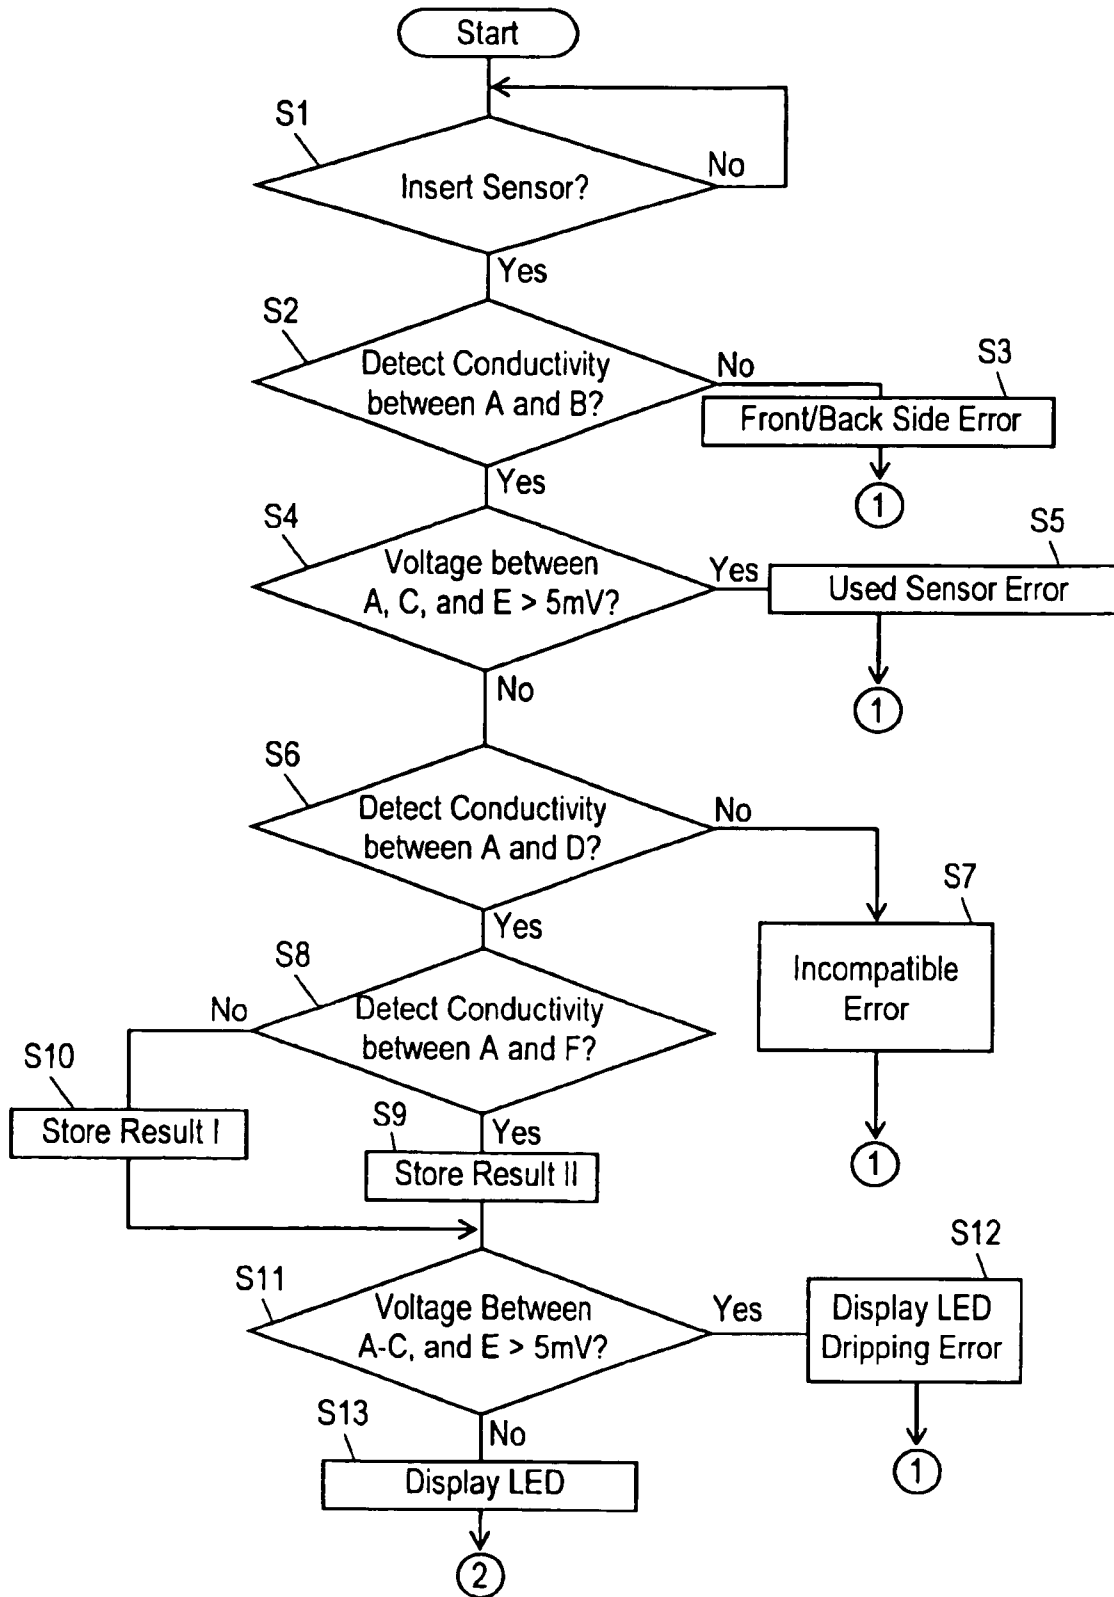 Start
S1
Insert Sensor?
No
Yes
S2
Detect Conductivity
between A and B?
No
S3
Front/Back Side Error
1
Yes
S4
Voltage between
A, C, and E > 5mV?
Yes
S5
Used Sensor Error
1
No
S6
Detect Conductivity
between A and D?
No
S7
Incompatible
Error
1
Yes
S8
Detect Conductivity
between A and F?
No
S10
Store Result I
S9
Yes
Store Result II
S11
Voltage Between
A-C, and E > 5mV?
Yes
S12
Display LED
Dripping Error
1
S13
No
Display LED
2